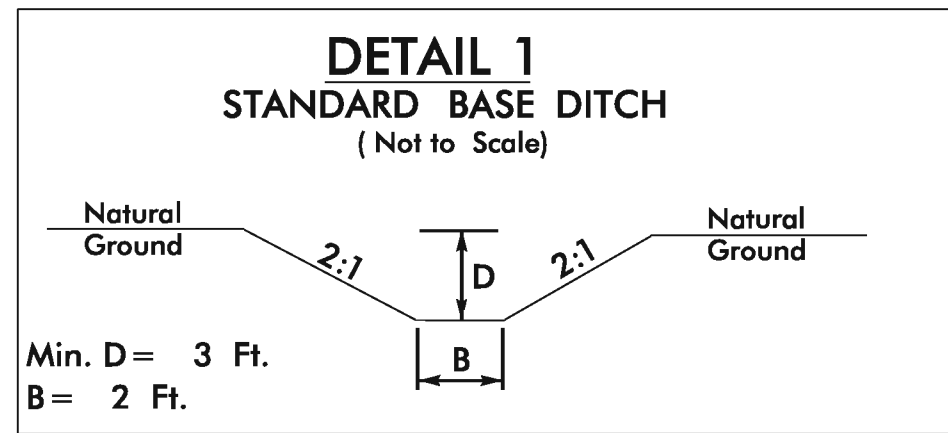 DETAIL 1
STANDARD BASE DITCH
( Not to Scale)
Natural
Ground
2:1
D
2:1
Natural
Ground
Min. D= 3 Ft.
B
B= 2 Ft.